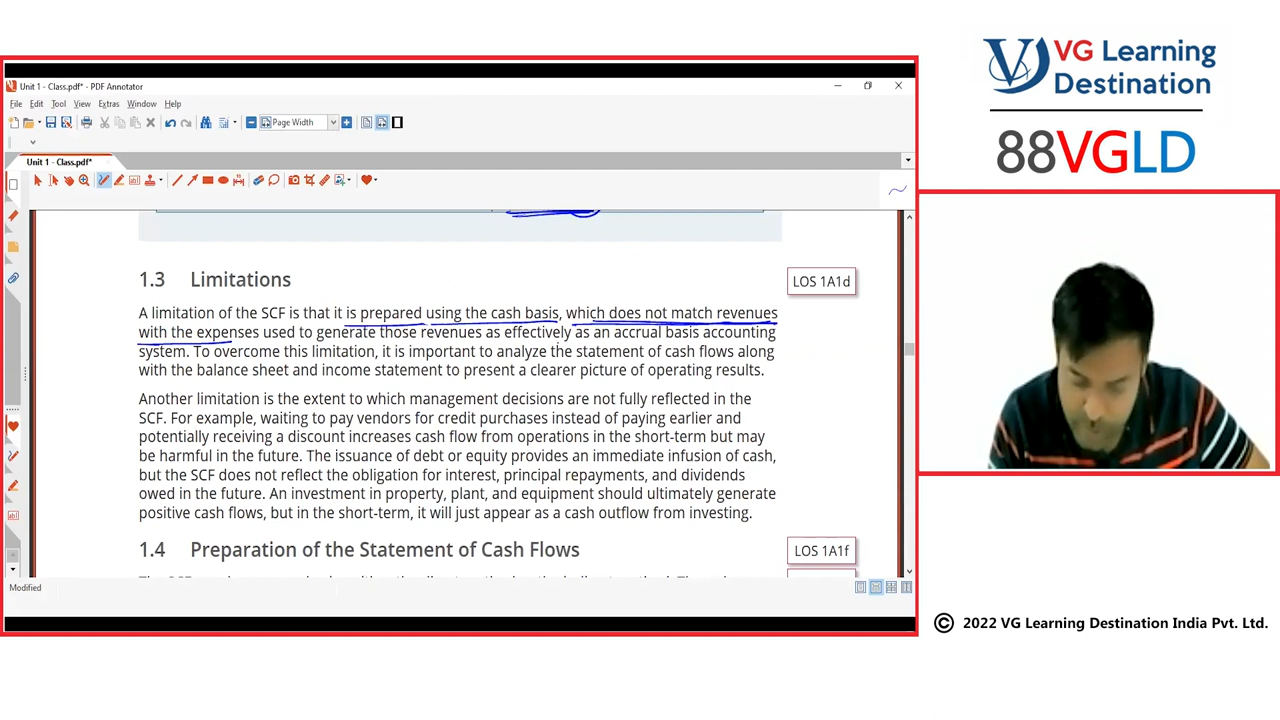 VG Learning
Destination
88VGLD
Unit 1 - Class.pdf* - PDF Annotator
File Edit Tool View Extras Window Help
Page Width
Unit 1 - Class.pdf*
1.3 Limitations
LOS 1A1d
A limitation of the SCF is that it is prepared using the cash basis, which does not match revenues
with the expenses used to generate those revenues as effectively as an accrual basis accounting
system. To overcome this limitation, it is important to analyze the statement of cash flows along
with the balance sheet and income statement to present a clearer picture of operating results.
Another limitation is the extent to which management decisions are not fully reflected in the
SCF. For example, waiting to pay vendors for credit purchases instead of paying earlier and
potentially receiving a discount increases cash flow from operations in the short-term but may
be harmful in the future. The issuance of debt or equity provides an immediate infusion of cash,
but the SCF does not reflect the obligation for interest, principal repayments, and dividends
owed in the future. An investment in property, plant, and equipment should ultimately generate
positive cash flows, but in the short-term, it will just appear as a cash outflow from investing.
1.4 Preparation of the Statement of Cash Flows
LOS 1A1f
Modified
© 2022 VG Learning Destination India Pvt. Ltd.